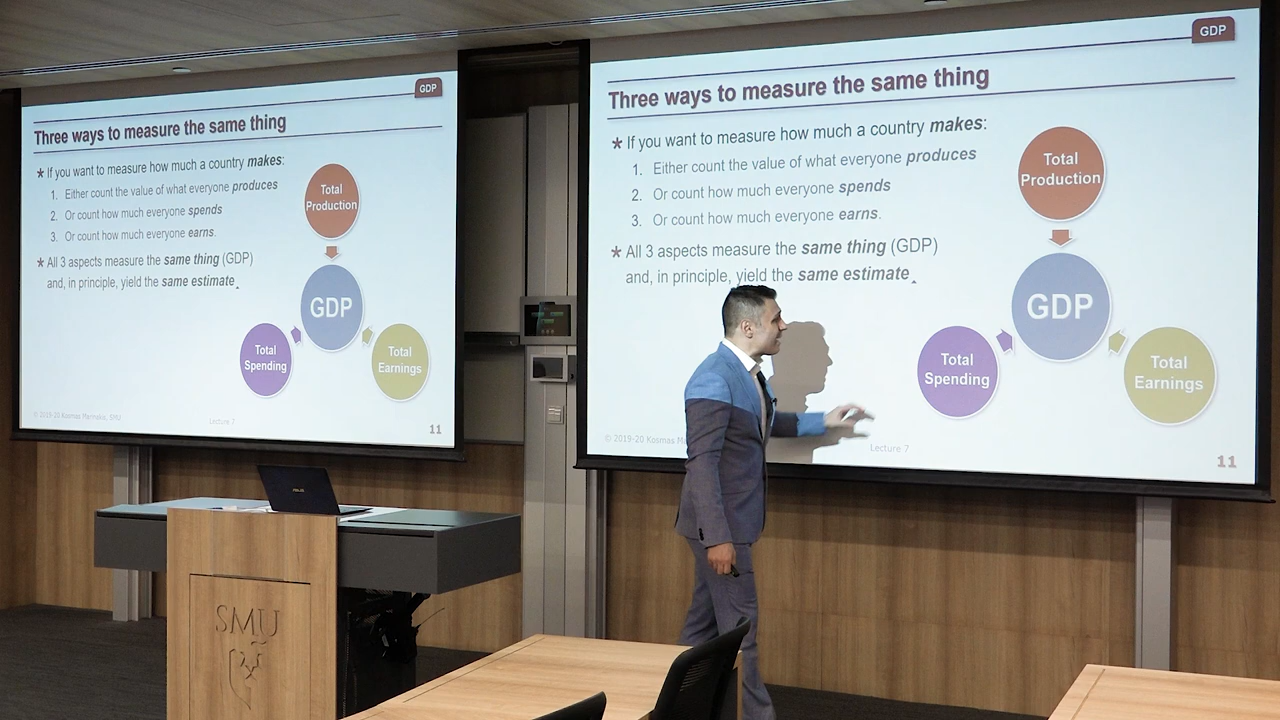 GDP
Three ways to measure the same thing
* If you want to measure how much a country makes:
1. Either count the value of what everyone produces
2. Or count how much everyone spends
3. Or count how much everyone earns.
* All 3 aspects measure the same thing (GDP)
and, in principle, yield the same estimate.
Total
Production
GDP
Total
Spending
Total
Earnings
© 2019-20 Kosmas Marinakis, SMU
Lecture 7
11
GDP
Three ways to measure the same thing
* If you want to measure how much a country makes:
1. Either count the value of what everyone produces
2. Or count how much everyone spends
3. Or count how much everyone earns.
* All 3 aspects measure the same thing (GDP)
and, in principle, yield the same estimate.
Total
Production
GDP
Total
Spending
Total
Earnings
© 2019-20 Kosmas
Lecture 7
11
ASUS
SMU